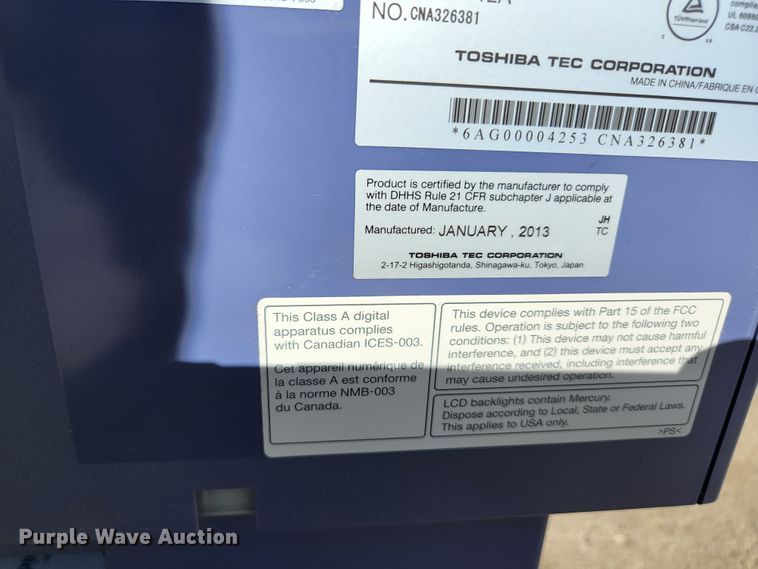 NO. CNA326381
TÜVRheinland
complies
UL 60950
CSA C22.2
TOSHIBA TEC CORPORATION
MADE IN CHINA/FABRIQUE EN C
*6AG00004253 CNA326381*
Product is certified by the manufacturer to comply
with DHHS Rule 21 CFR subchapter J applicable at
the date of Manufacture.
JH
Manufactured: JANUARY, 2013 TC
TOSHIBA TEC CORPORATION
2-17-2 Higashigotanda, Shinagawa-ku, Tokyo, Japan
This Class A digital
apparatus complies
with Canadian ICES-003.
Cet appareil numérique de
la classe A est conforme
à la norme NMB-003
du Canada.
This device complies with Part 15 of the FCC
rules. Operation is subject to the following two
conditions: (1) This device may not cause harmful
interference, and (2) this device must accept any
interference received, including interference that
may cause undesired operation.
LCD backlights contain Mercury.
Dispose according to Local, State or Federal Laws.
This applies to USA only.
>PS<
Purple Wave Auction